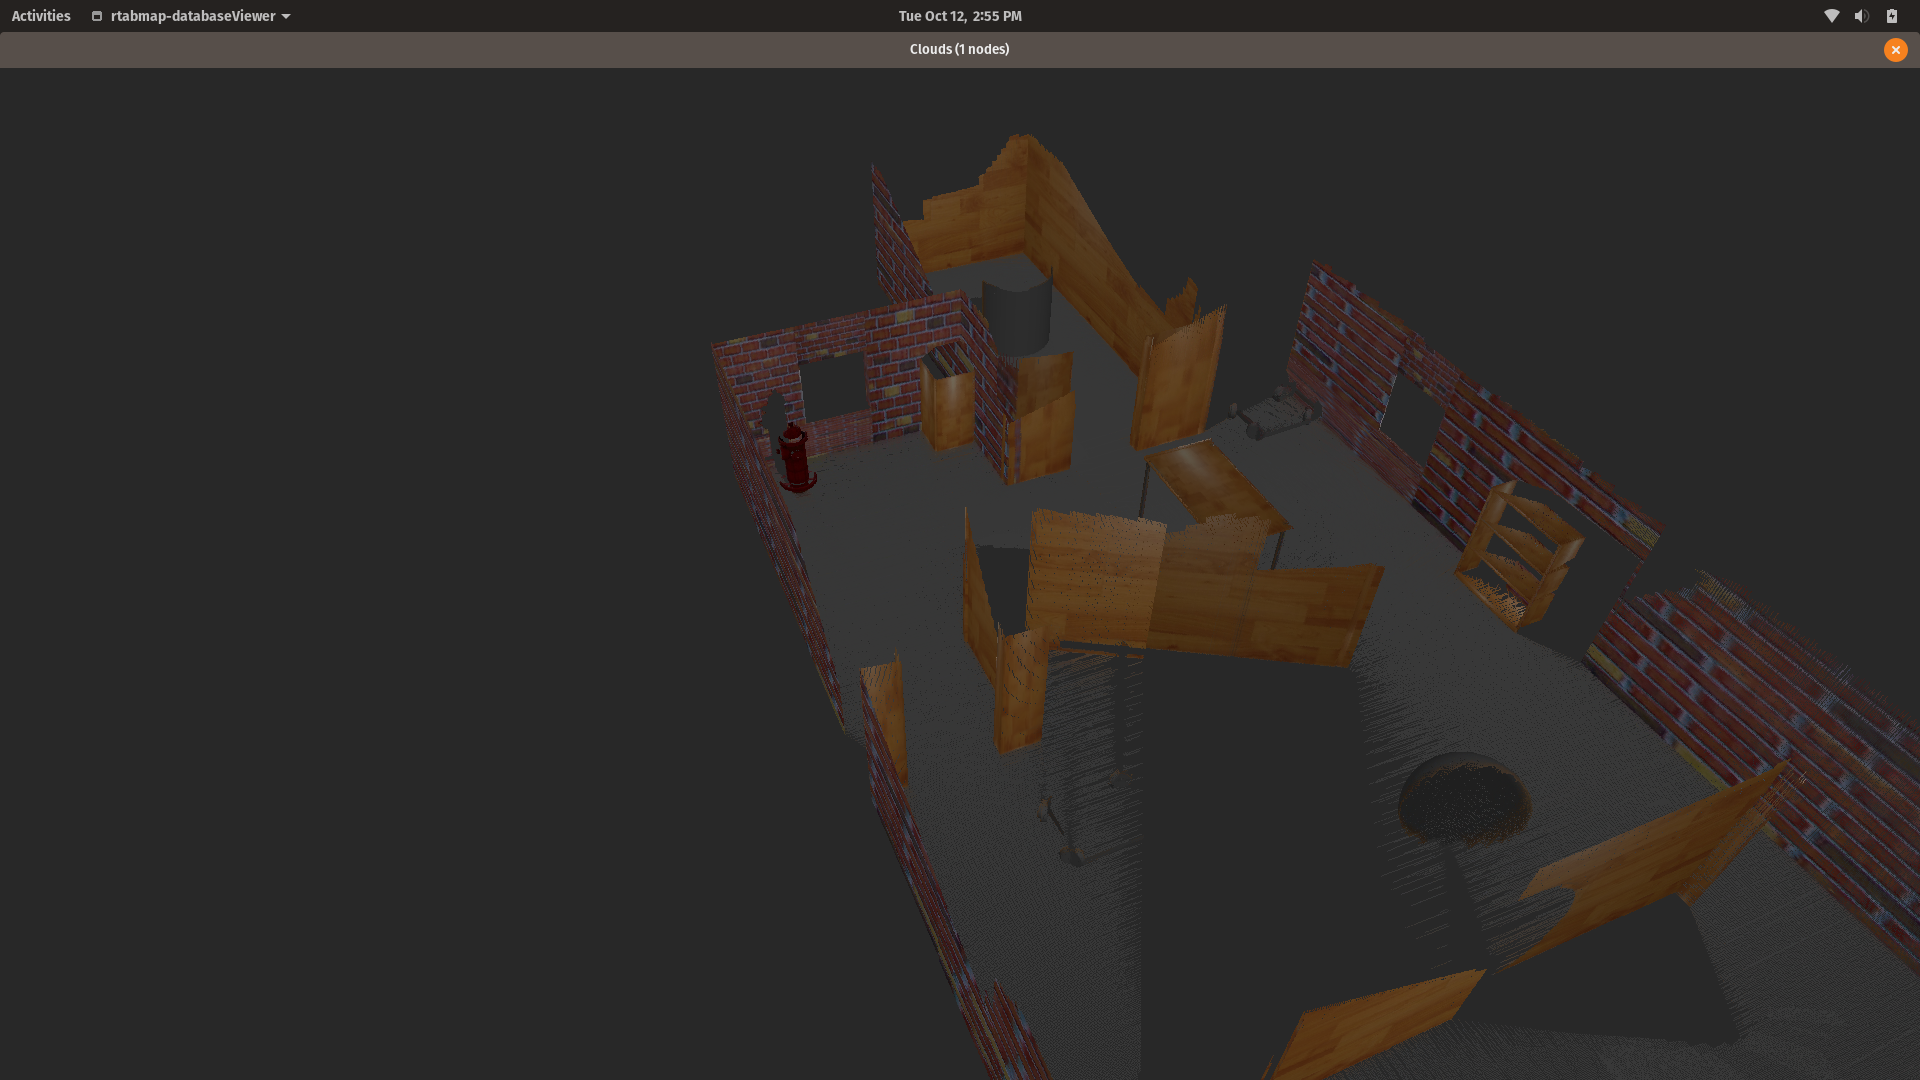 Activities
rtabmap-databaseViewer
Tue Oct 12, 2:55 PM
Clouds (1 nodes)